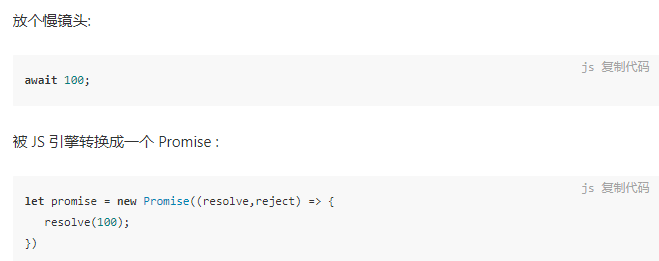 放个慢镜头:
js 复制代码
await 100;
被 JS 引擎转换成一个 Promise :
js 复制代码
let promise = new Promise((resolve,reject) => {
   resolve(100);
})